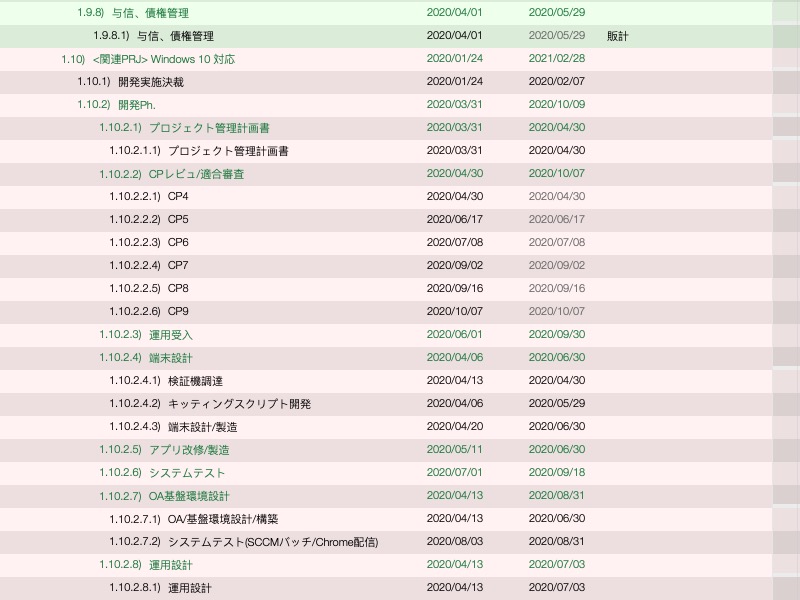 1.9.8) 与信、債権管理 2020/04/01 2020/05/29
1.9.8.1) 与信、債権管理 2020/04/01 2020/05/29 販計
1.10) <関連PRJ> Windows 10 対応 2020/01/24 2021/02/28
1.10.1) 開発実施決裁 2020/01/24 2020/02/07
1.10.2) 開発Ph. 2020/03/31 2020/10/09
1.10.2.1) プロジェクト管理計画書 2020/03/31 2020/04/30
1.10.2.1.1) プロジェクト管理計画書 2020/03/31 2020/04/30
1.10.2.2) CPレビュ/適合審査 2020/04/30 2020/10/07
1.10.2.2.1) CP4 2020/04/30 2020/04/30
1.10.2.2.2) CP5 2020/06/17 2020/06/17
1.10.2.2.3) CP6 2020/07/08 2020/07/08
1.10.2.2.4) CP7 2020/09/02 2020/09/02
1.10.2.2.5) CP8 2020/09/16 2020/09/16
1.10.2.2.6) CP9 2020/10/07 2020/10/07
1.10.2.3) 運用受入 2020/06/01 2020/09/30
1.10.2.4) 端末設計 2020/04/06 2020/06/30
1.10.2.4.1) 検証機調達 2020/04/13 2020/04/30
1.10.2.4.2) キッティングスクリプト開発 2020/04/06 2020/05/29
1.10.2.4.3) 端末設計/製造 2020/04/20 2020/06/30
1.10.2.5) アプリ改修/製造 2020/05/11 2020/06/30
1.10.2.6) システムテスト 2020/07/01 2020/09/18
1.10.2.7) OA基盤環境設計 2020/04/13 2020/08/31
1.10.2.7.1) OA/基盤環境設計/構築 2020/04/13 2020/06/30
1.10.2.7.2) システムテスト(SCCMパッチ/Chrome配信) 2020/08/03 2020/08/31
1.10.2.8) 運用設計 2020/04/13 2020/07/03
1.10.2.8.1) 運用設計 2020/04/13 2020/07/03